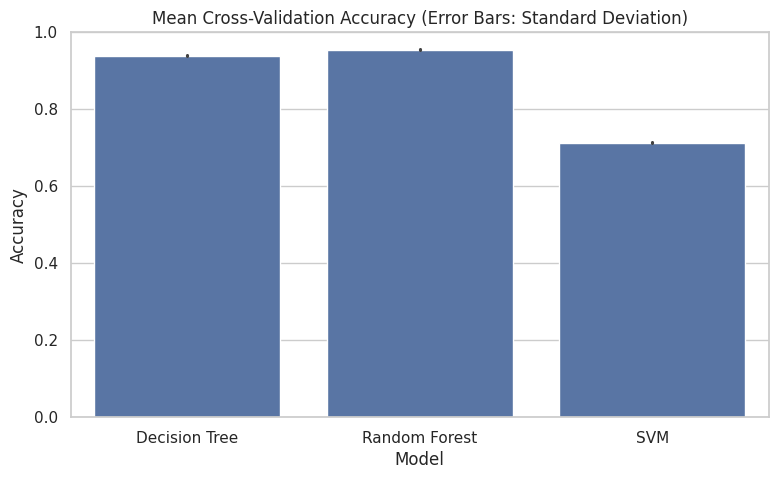 Mean Cross-Validation Accuracy (Error Bars: Standard Deviation)
1.0
0.8
0.6
0.4
0.2
0.0
Accuracy
Decision Tree
Random Forest
SVM
Model